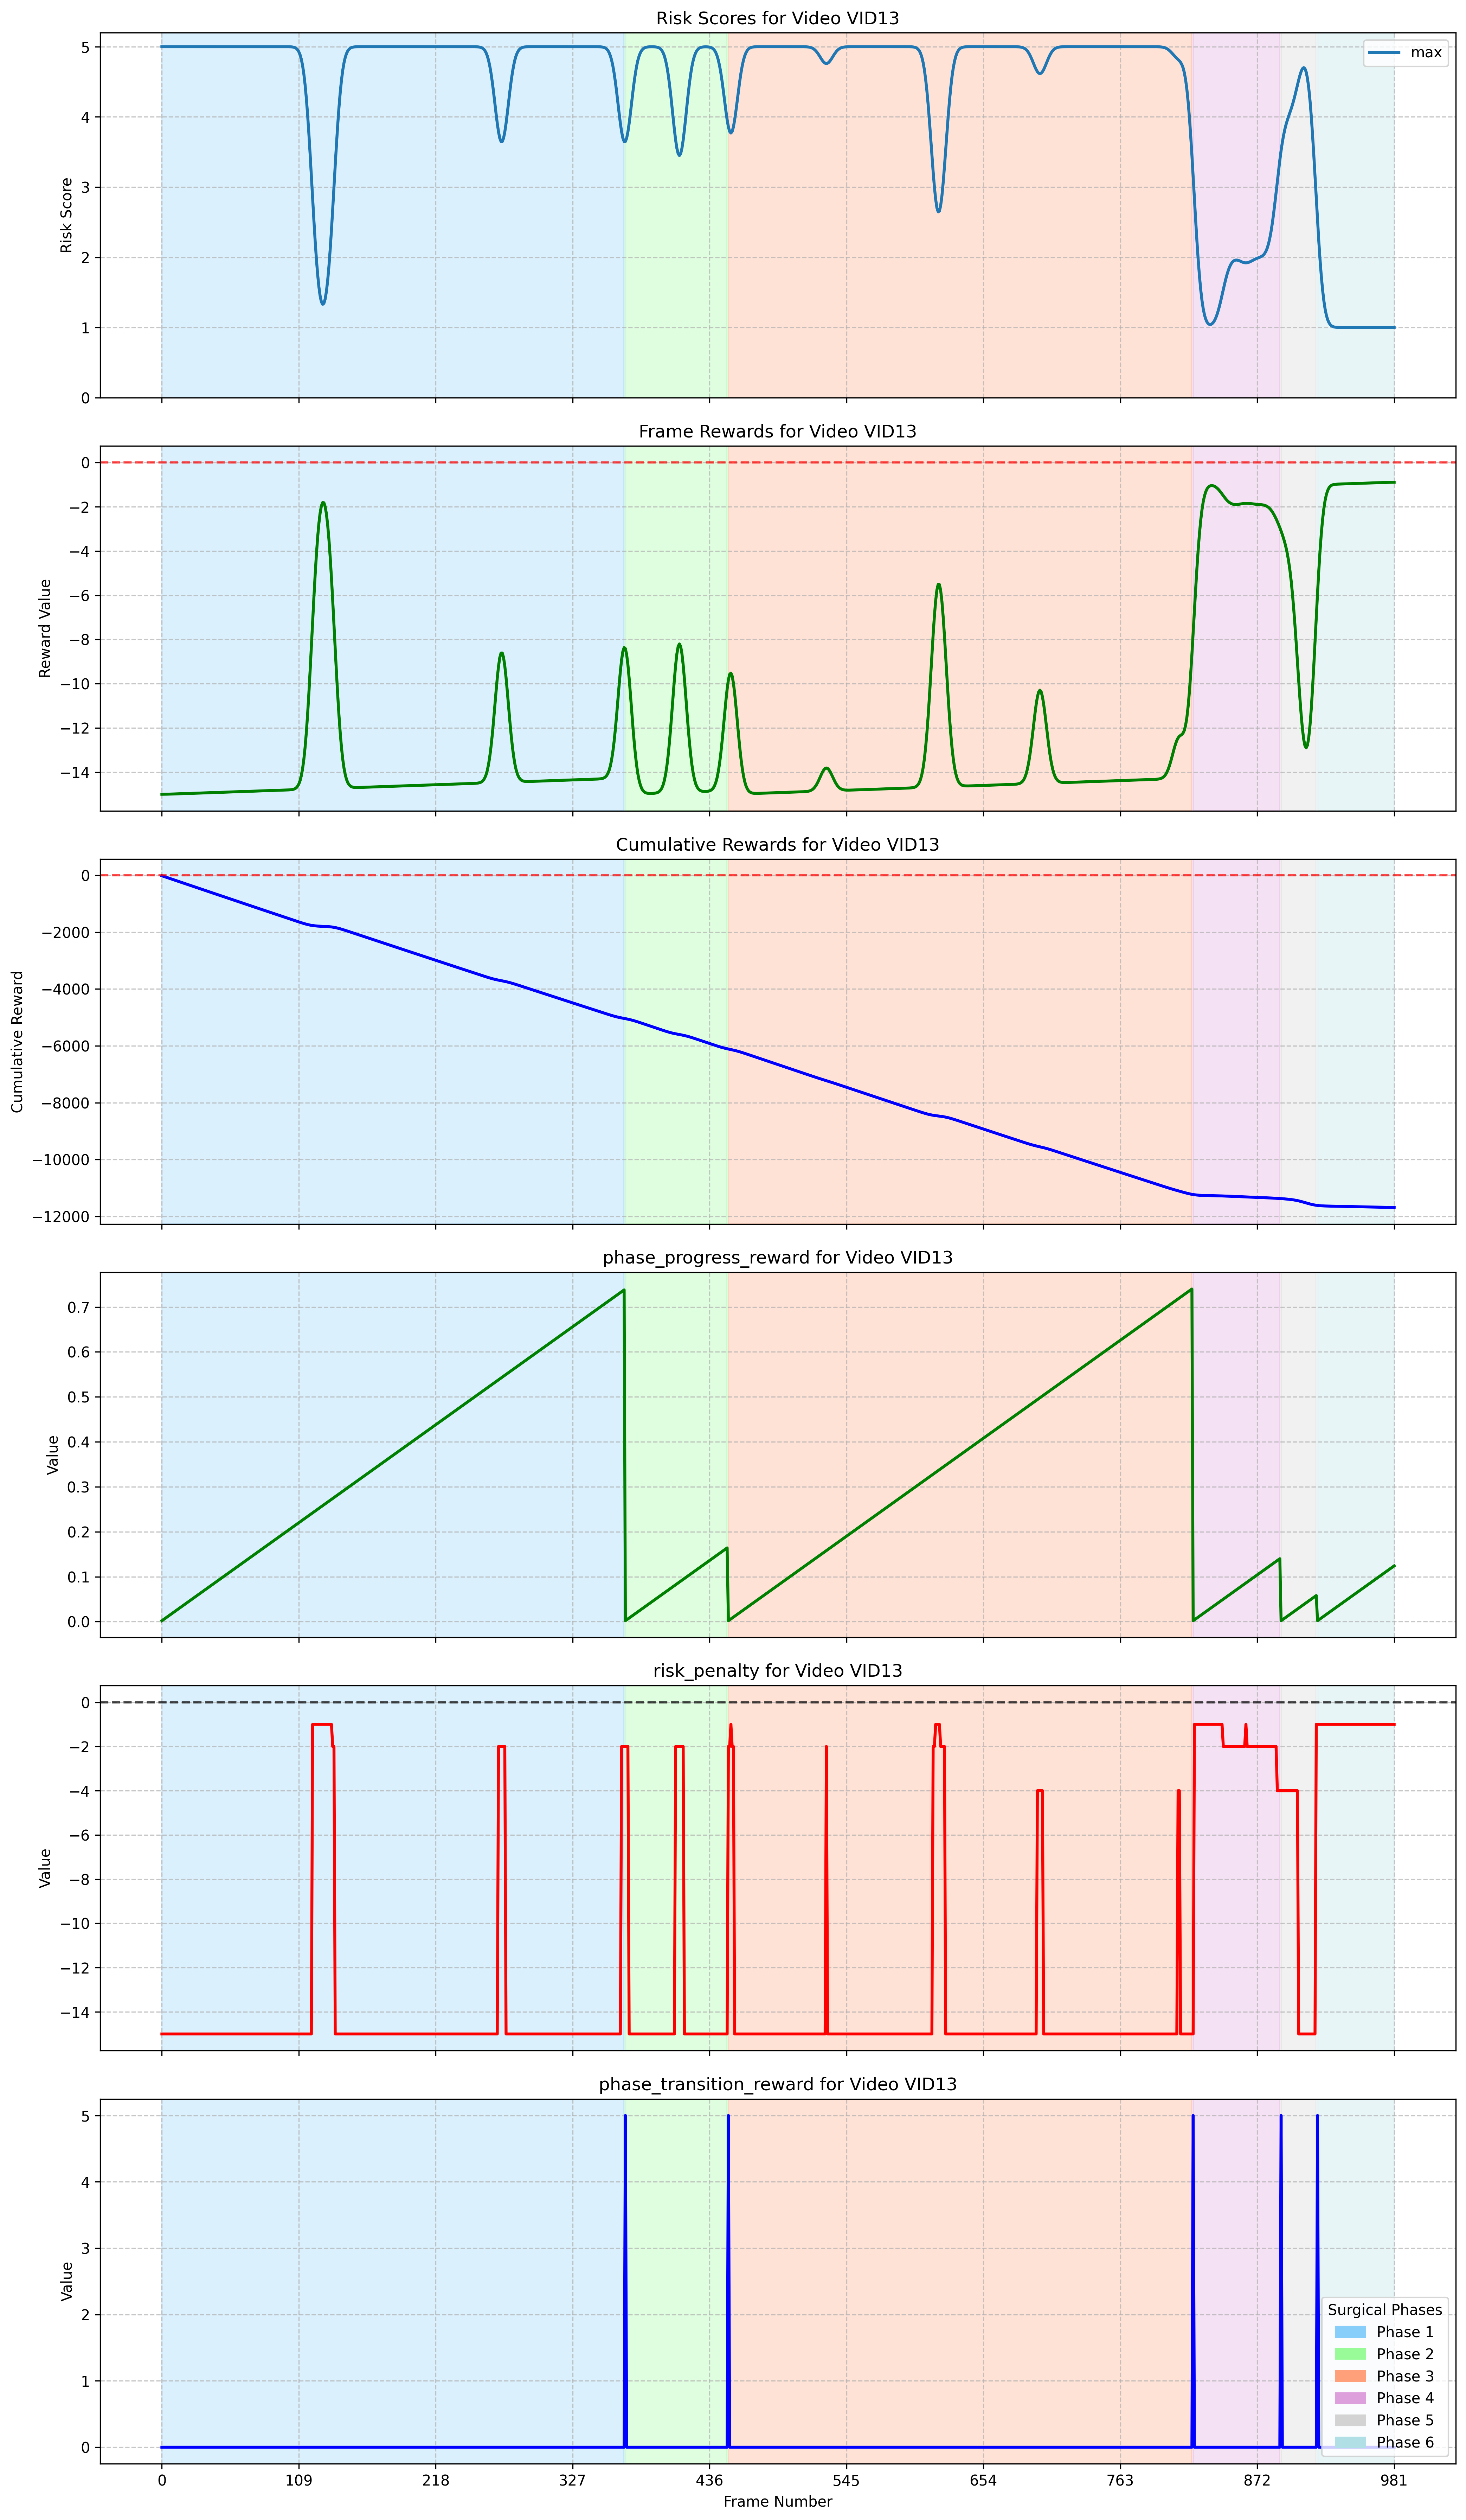 Risk Scores for Video VID13
max
5
4
3
2
1
0
Risk Score
Frame Rewards for Video VID13
0
−2
−4
−6
−8
−10
−12
−14
Reward Value
Cumulative Rewards for Video VID13
0
−2000
−4000
−6000
−8000
−10000
−12000
Cumulative Reward
phase_progress_reward for Video VID13
0.7
0.6
0.5
0.4
0.3
0.2
0.1
0.0
Value
risk_penalty for Video VID13
0
−2
−4
−6
−8
−10
−12
−14
Value
phase_transition_reward for Video VID13
5
4
3
2
1
0
Value
Surgical Phases
Phase 1
Phase 2
Phase 3
Phase 4
Phase 5
Phase 6
0 109 218 327 436 545 654 763 872 981
Frame Number